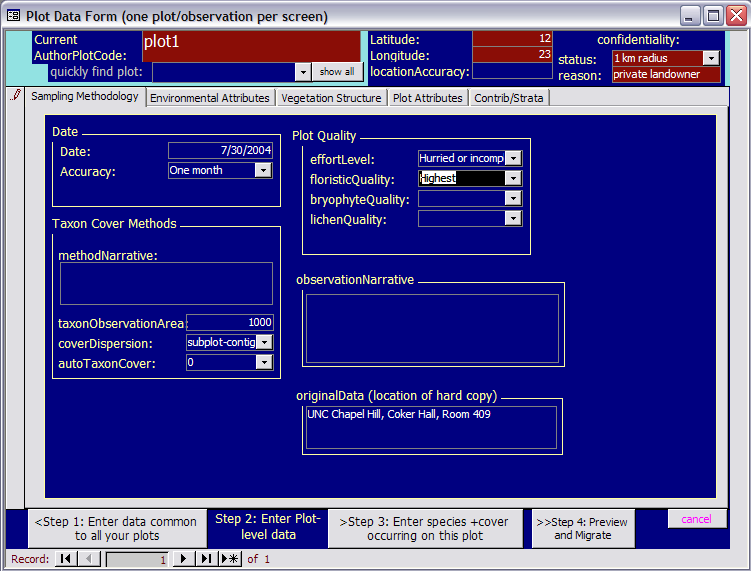 Plot Data Form (one plot/observation per screen)
Current AuthorPlotCode: plot1
quickly find plot: show all
Latitude: 12
Longitude: 23
locationAccuracy:
confidentiality:
status: 1 km radius
reason: private landowner
Sampling Methodology Environmental Attributes Vegetation Structure Plot Attributes Contrib/Strata
Date
Date: 7/30/2004
Accuracy: One month
Plot Quality
effortLevel: Hurried or incomp
floristicQuality: Highest
bryophyteQuality:
lichenQuality:
Taxon Cover Methods
methodNarrative:
taxonObservationArea: 1000
coverDispersion: subplot-contig
autoTaxonCover: 0
observationNarrative
originalData (location of hard copy)
UNC Chapel Hill, Coker Hall, Room 409
<Step 1: Enter data common
to all your plots
Step 2: Enter Plot-
level data
>Step 3: Enter species +cover
occurring on this plot
>>Step 4: Preview
and Migrate
cancel
Record: 1 of 1